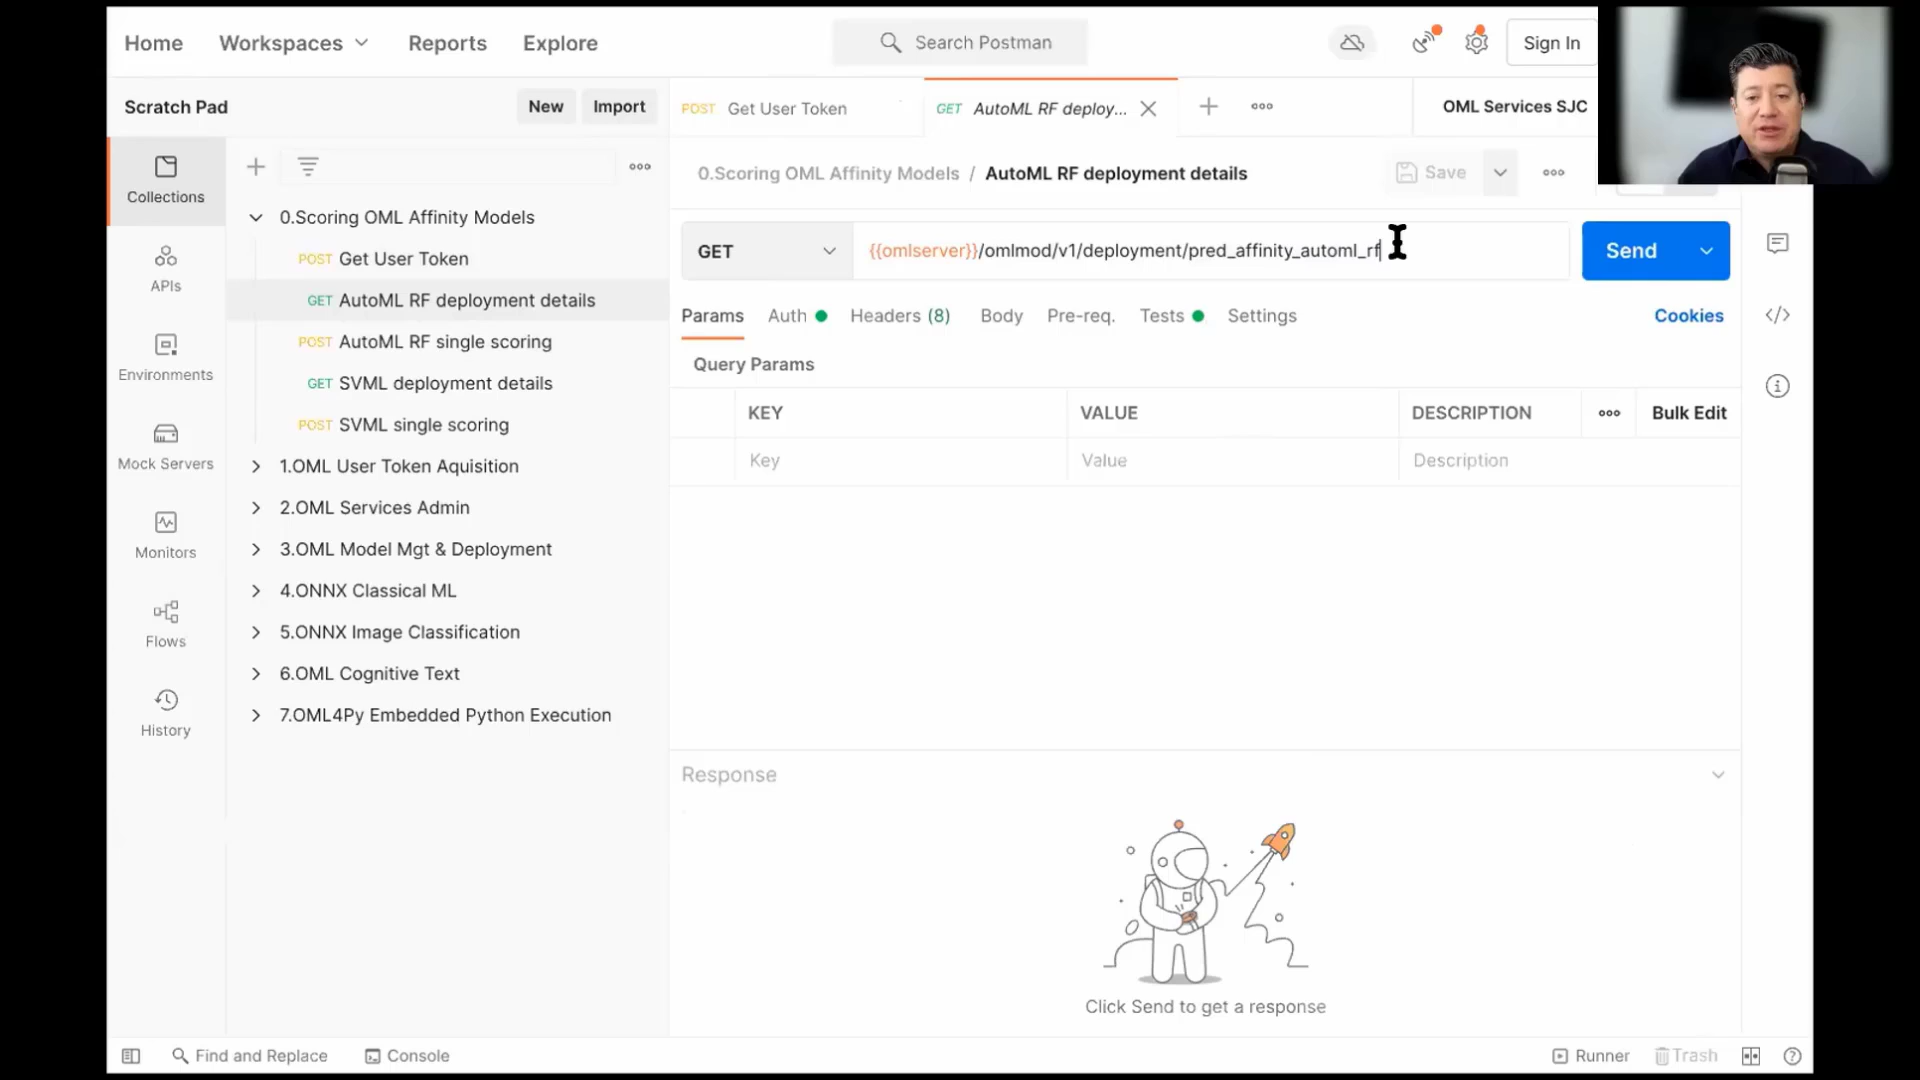 Home Workspaces Reports Explore Search Postman Sign In
Scratch Pad New Import
POST Get User Token GET AutoML RF deploy... OML Services SJC
Collections
APIs
Environments
Mock Servers
Monitors
Flows
History
0.Scoring OML Affinity Models
POST Get User Token
GET AutoML RF deployment details
POST AutoML RF single scoring
GET SVML deployment details
POST SVML single scoring
1.OML User Token Aquisition
2.OML Services Admin
3.OML Model Mgt & Deployment
4.ONNX Classical ML
5.ONNX Image Classification
6.OML Cognitive Text
7.OML4Py Embedded Python Execution
0.Scoring OML Affinity Models / AutoML RF deployment details Save
GET {{omlserver}}/omlmod/v1/deployment/pred_affinity_automl_rf Send
Params Auth Headers (8) Body Pre-req. Tests Settings Cookies
Query Params
KEY VALUE DESCRIPTION Bulk Edit
Key Value Description
Response
Click Send to get a response
Find and Replace Console Runner Trash